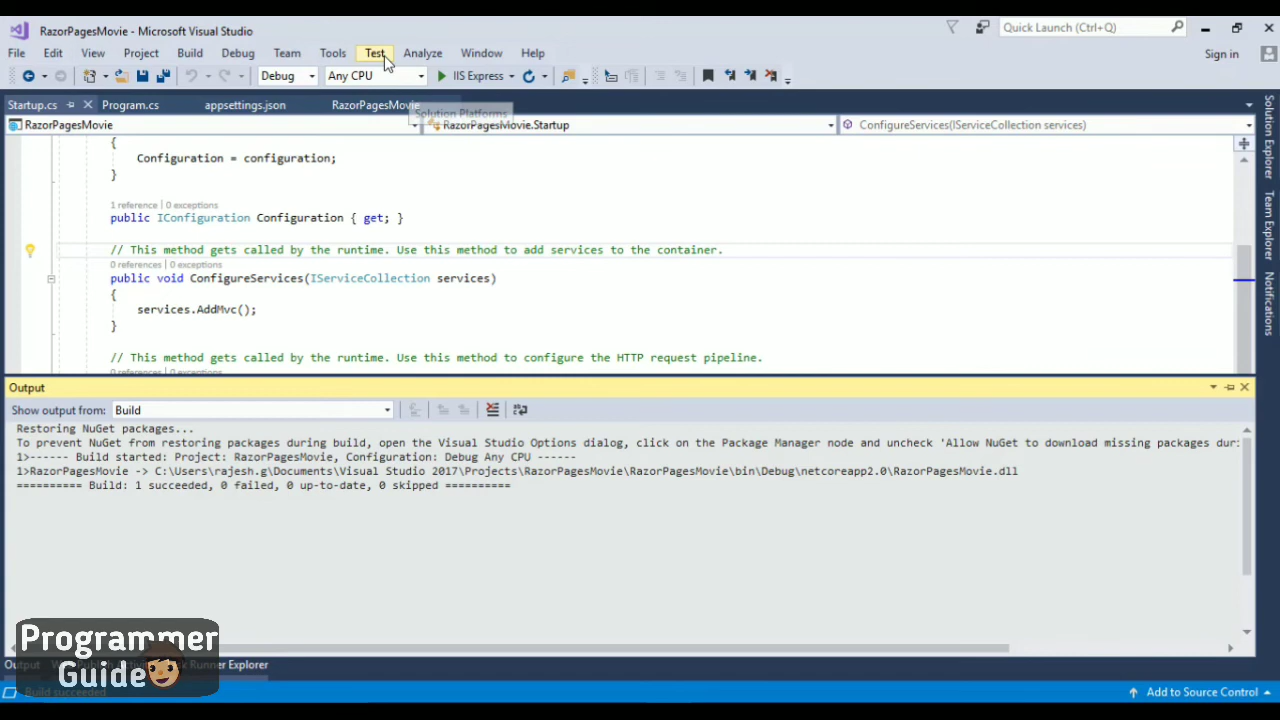 RazorPagesMovie - Microsoft Visual Studio
Quick Launch (Ctrl+Q)
File Edit View Project Build Debug Team Tools Test Analyze Window Help
Sign in
Debug Any CPU IIS Express
Startup.cs Program.cs appsettings.json RazorPagesMovie
Solution Platforms
RazorPagesMovie RazorPagesMovie.Startup ConfigureServices(IServiceCollection services)
{
Configuration = configuration;
}
1 reference | 0 exceptions
public IConfiguration Configuration { get; }
// This method gets called by the runtime. Use this method to add services to the container.
0 references | 0 exceptions
public void ConfigureServices(IServiceCollection services)
{
services.AddMvc();
}
// This method gets called by the runtime. Use this method to configure the HTTP request pipeline.
0 references | 0 exceptions
Solution Explorer
Team Explorer
Notifications
Output
Show output from: Build
Restoring NuGet packages...
To prevent NuGet from restoring packages during build, open the Visual Studio Options dialog, click on the Package Manager node and uncheck 'Allow NuGet to download missing packages
1>------ Build started: Project: RazorPagesMovie, Configuration: Debug Any CPU ------
1>RazorPagesMovie -> C:\Users\rajesh.g\Documents\Visual Studio 2017\Projects\RazorPagesMovie\RazorPagesMovie\bin\Debug\netcoreapp2.0\RazorPagesMovie.dll
========== Build: 1 succeeded, 0 failed, 0 up-to-date, 0 skipped ==========
Programmer
Guide
Output Runner Explorer
Build succeeded
Add to Source Control